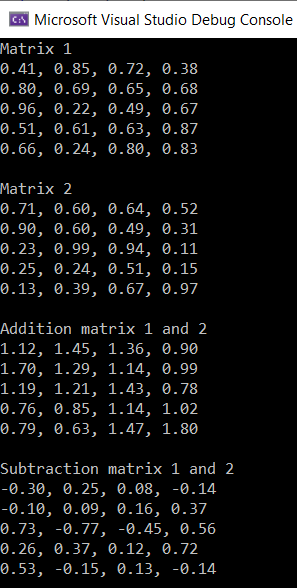 Microsoft Visual Studio Debug Console
Matrix 1
0.41, 0.85, 0.72, 0.38
0.80, 0.69, 0.65, 0.68
0.96, 0.22, 0.49, 0.67
0.51, 0.61, 0.63, 0.87
0.66, 0.24, 0.80, 0.83

Matrix 2
0.71, 0.60, 0.64, 0.52
0.90, 0.60, 0.49, 0.31
0.23, 0.99, 0.94, 0.11
0.25, 0.24, 0.51, 0.15
0.13, 0.39, 0.67, 0.97

Addition matrix 1 and 2
1.12, 1.45, 1.36, 0.90
1.70, 1.29, 1.14, 0.99
1.19, 1.21, 1.43, 0.78
0.76, 0.85, 1.14, 1.02
0.79, 0.63, 1.47, 1.80

Subtraction matrix 1 and 2
-0.30, 0.25, 0.08, -0.14
-0.10, 0.09, 0.16, 0.37
0.73, -0.77, -0.45, 0.56
0.26, 0.37, 0.12, 0.72
0.53, -0.15, 0.13, -0.14